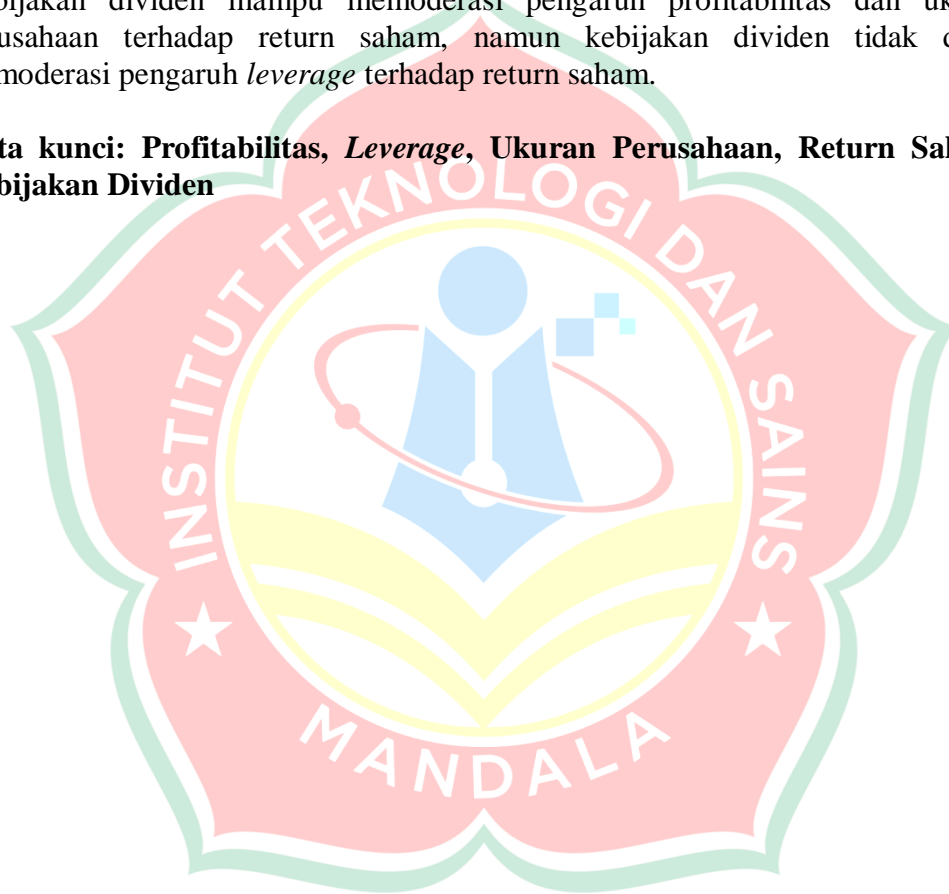 bijakan dividen mampu memoderasi pengaruh profitabilitas dan uk
usahaan terhadap return saham, namun kebijakan dividen tidak d
moderasi pengaruh leverage terhadap return saham.
ta kunci: Profitabilitas, Leverage, Ukuran Perusahaan, Return Sal
bijakan Dividen
INSTITUT TEKNOLOGI DAN SAINS
MANDALA